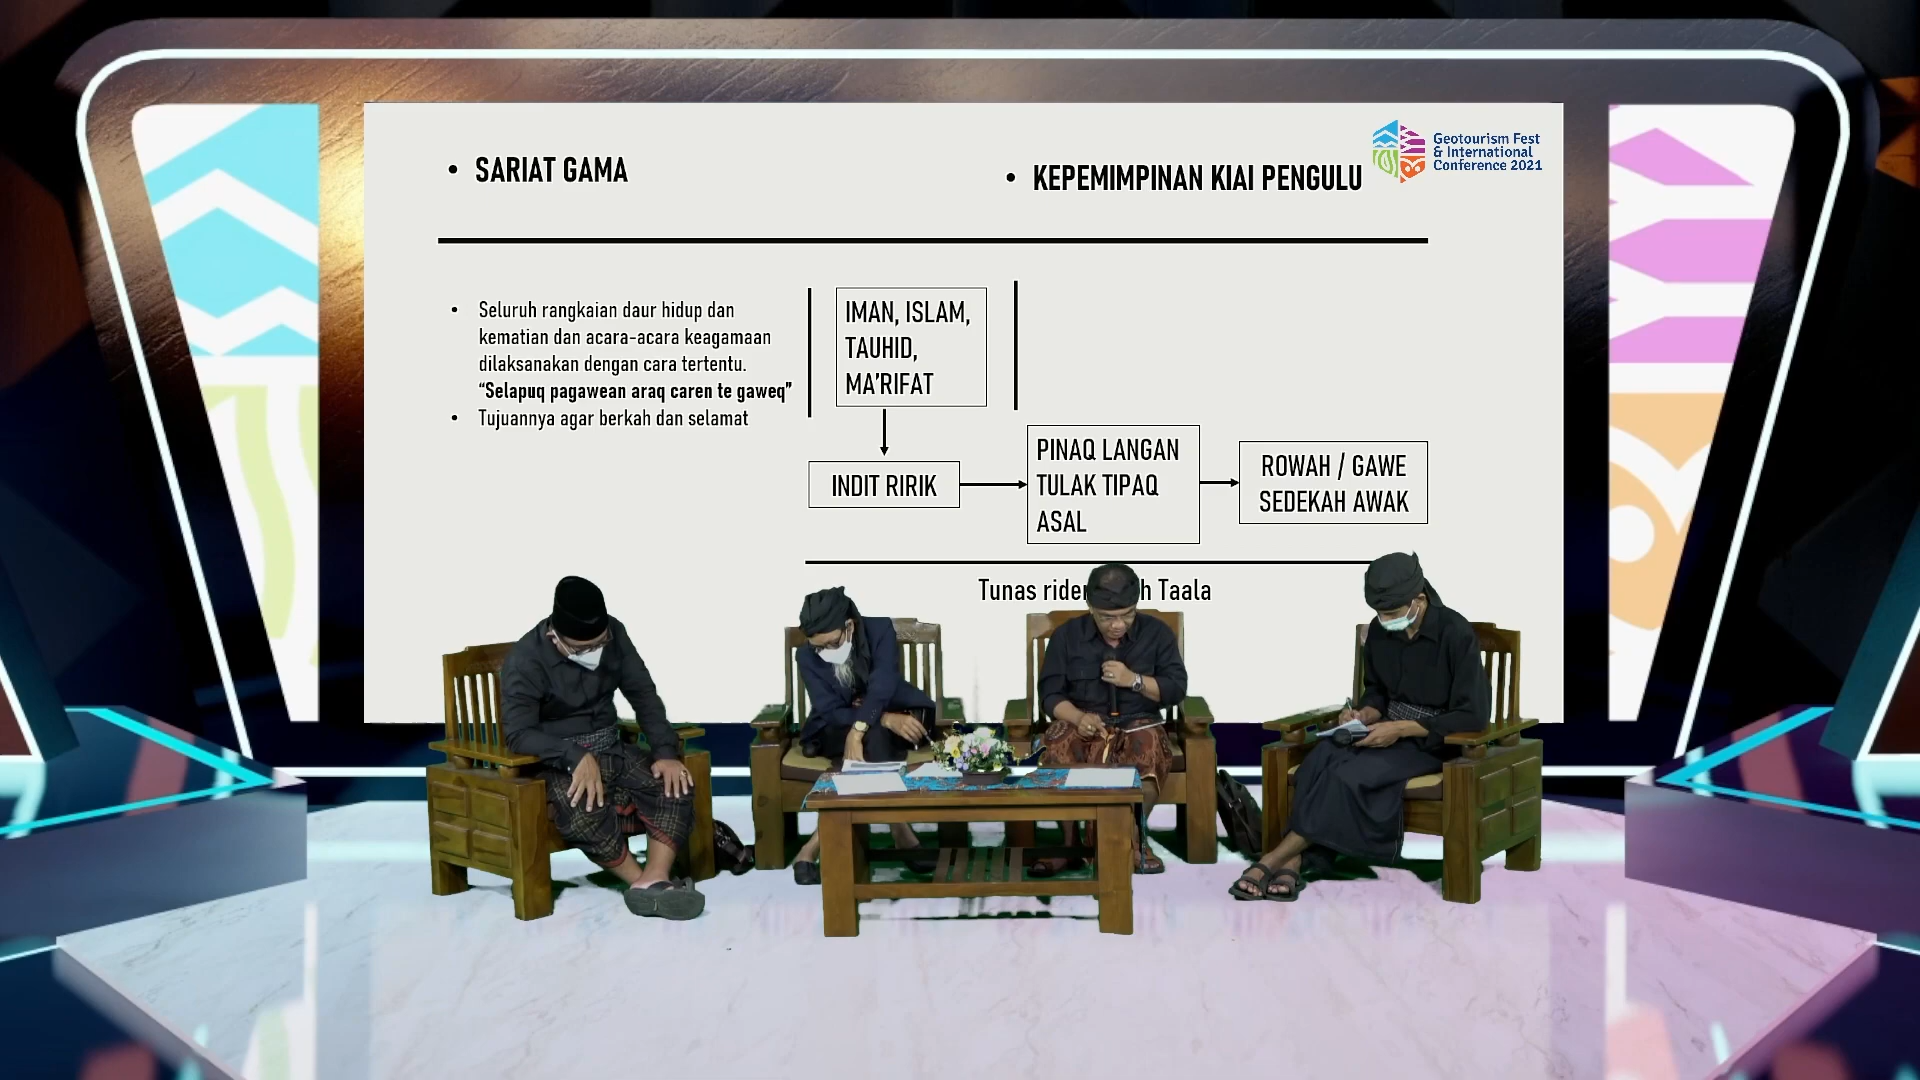 • SARIAT GAMA
• KEPEMIMPINAN KIAI PENGULU
Geotourism Fest
& International
Conference 2021
• Seluruh rangkaian daur hidup dan
kematian dan acara-acara keagamaan
dilaksanakan dengan cara tertentu.
“Selapuq pagawean araq caren te gaweq”
• Tujuannya agar berkah dan selamat
IMAN, ISLAM,
TAUHID,
MA’RIFAT
INDIT RIRIK
PINAQ LANGAN
TULAK TIPAQ
ASAL
ROWAH / GAWE
SEDEKAH AWAK
Tunas Taala